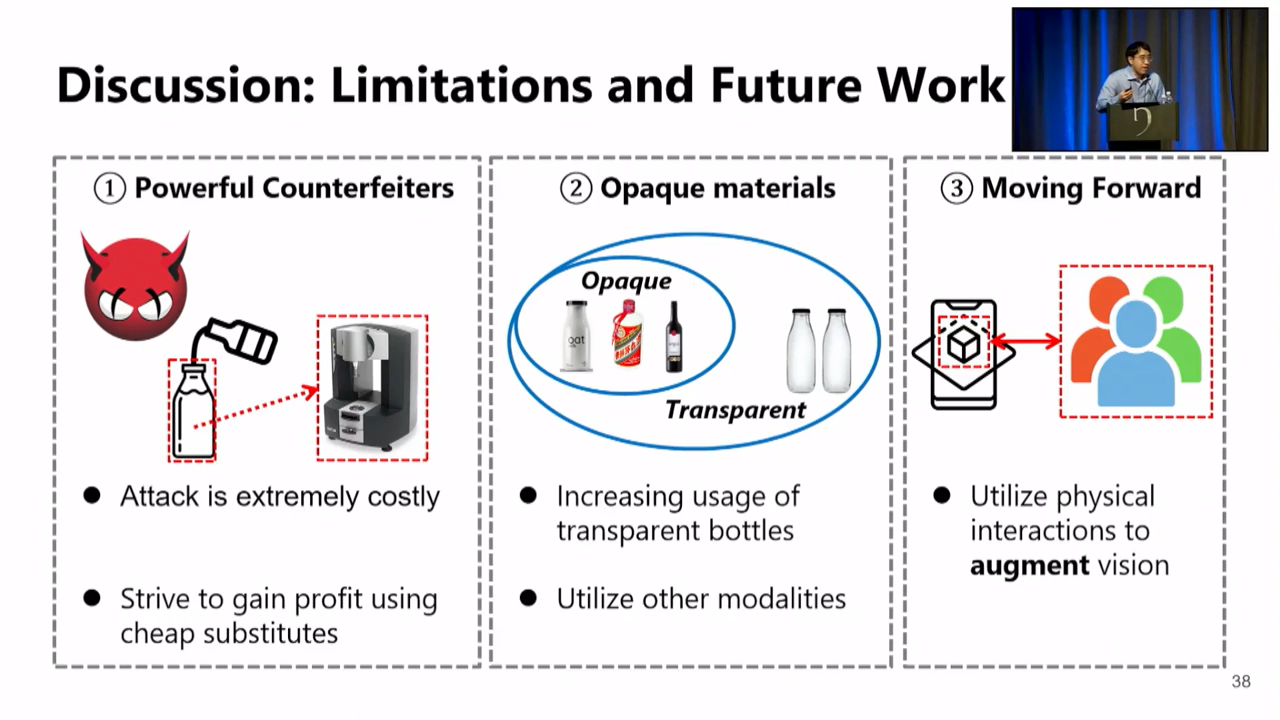 Discussion: Limitations and Future Work
① Powerful Counterfeiters
● Attack is extremely costly
● Strive to gain profit using
cheap substitutes
② Opaque materials
Opaque
oat
Transparent
● Increasing usage of
transparent bottles
● Utilize other modalities
③ Moving Forward
● Utilize physical
interactions to
augment vision
38